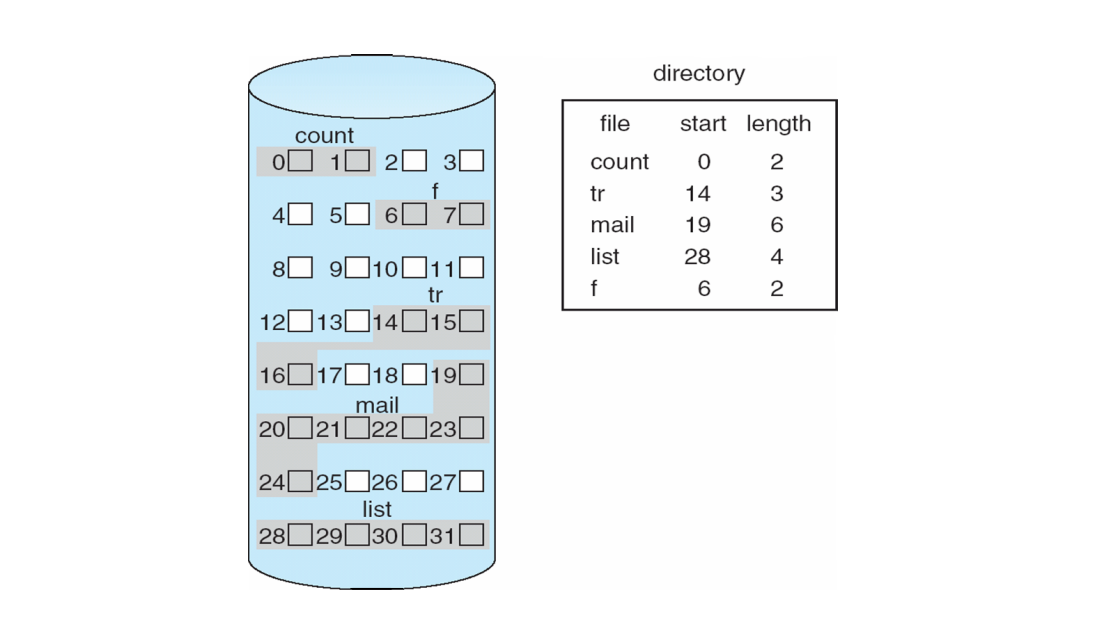 count
0 1 2 3
f
4 5 6 7
8 9 10 11
tr
12 13 14 15
16 17 18 19
mail
20 21 22 23
24 25 26 27
list
28 29 30 31
directory
file start length
count 0 2
tr 14 3
mail 19 6
list 28 4
f 6 2